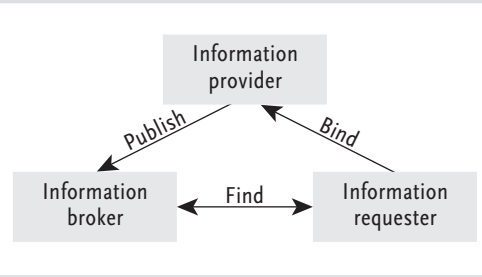 Information
provider
Publish
Bind
Information
broker
Find
Information
requester